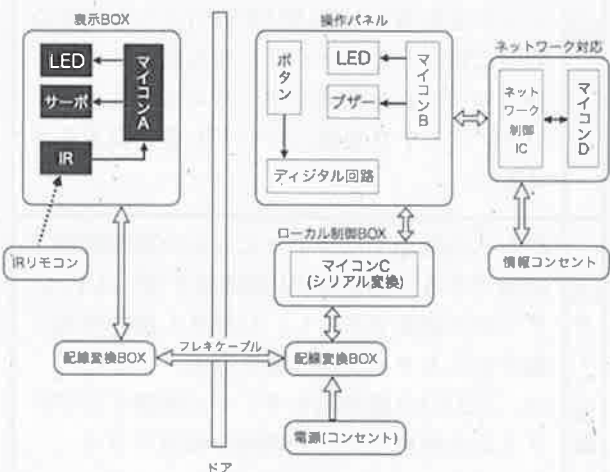 表示BOX
LED
サーボ
IR
マイコンA
IRリモコン
配線変換BOX
フレキケーブル
ドア
操作パネル
ボタン
LED
ブザー
マイコンB
ディジタル回路
ローカル制御BOX
マイコンC
(シリアル変換)
配線変換BOX
電源(コンセント)
ネットワーク対応
ネット
ワーク
制御
IC
マイコンD
情報コンセント